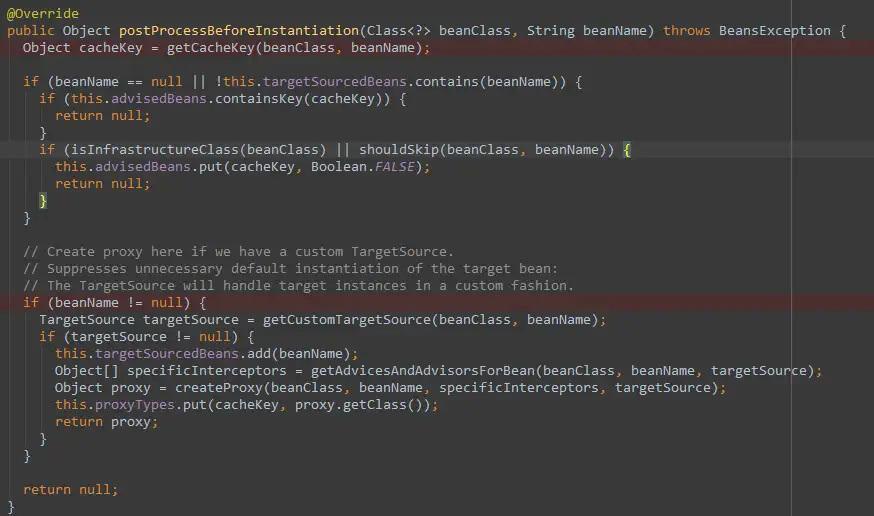 @Override
public Object postProcessBeforeInstantiation(Class<?> beanClass, String beanName) throws BeansException {
Object cacheKey = getCacheKey(beanClass, beanName);
if (beanName == null || !this.targetSourcedBeans.contains(beanName)) {
if (this.advisedBeans.containsKey(cacheKey)) {
return null;
}
if (isInfrastructureClass(beanClass) || shouldSkip(beanClass, beanName)) {
this.advisedBeans.put(cacheKey, Boolean.FALSE);
return null;
}
}
// Create proxy here if we have a custom TargetSource.
// Suppresses unnecessary default instantiation of the target bean:
// The TargetSource will handle target instances in a custom fashion.
if (beanName != null) {
TargetSource targetSource = getCustomTargetSource(beanClass, beanName);
if (targetSource != null) {
this.targetSourcedBeans.add(beanName);
Object[] specificInterceptors = getAdvicesAndAdvisorsForBean(beanClass, beanName, targetSource);
Object proxy = createProxy(beanClass, beanName, specificInterceptors, targetSource);
this.proxyTypes.put(cacheKey, proxy.getClass());
return proxy;
}
}
return null;
}